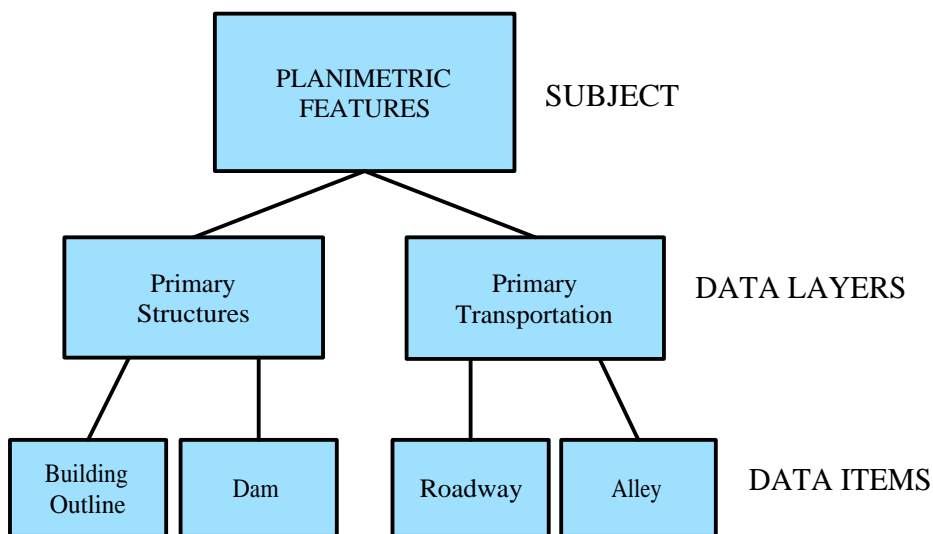 PLANIMETRIC
FEATURES
SUBJECT
Primary
Structures
Primary
Transportation
DATA LAYERS
Building
Outline
Dam
Roadway
Alley
DATA ITEMS